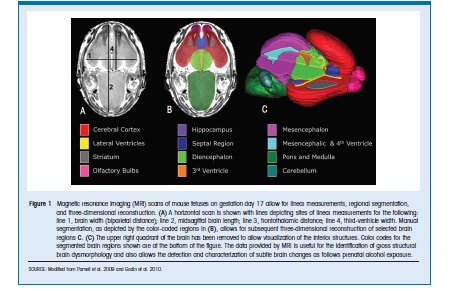 1
4
3
2
A
B
C
Cerebral Cortex
Lateral Ventricles
Striatum
Olfactory Bulbs
Hippocampus
Septal Region
Diencephalon
3rd Ventricle
Mesencephalon
Mesencephalic & 4th Ventricle
Pons and Medulla
Cerebellum
Figure 1 Magnetic resonance imaging (MRI) scans of mouse fetuses on gestation day 17 allow for linear measures, regional segmentation,
and three-dimensional reconstruction. (A) A horizontal scan is shown with lines depicting sites of linear measurements for the following:
line 1, brain width (biparietal distance); line 2, midsagittal brain length; line 3, frontothalamic distance; line 4, third-ventricle width. Manual
segmentation, as depicted by the color-coded regions in (B), allows for subsequent three-dimensional reconstruction of selected brain
regions C. (C) The upper right quadrant of the brain has been removed to allow visualization of the interior structures. Color codes for the
segmented brain regions shown are at the bottom of the figure. The data provided by MRI is useful for the identification of gross structural
brain dysmorphology and also allows the detection and characterization of subtle brain changes as follows prenatal alcohol exposure.
SOURCE: Modified from Parnell et al. 2009 and Godin et al. 2010.